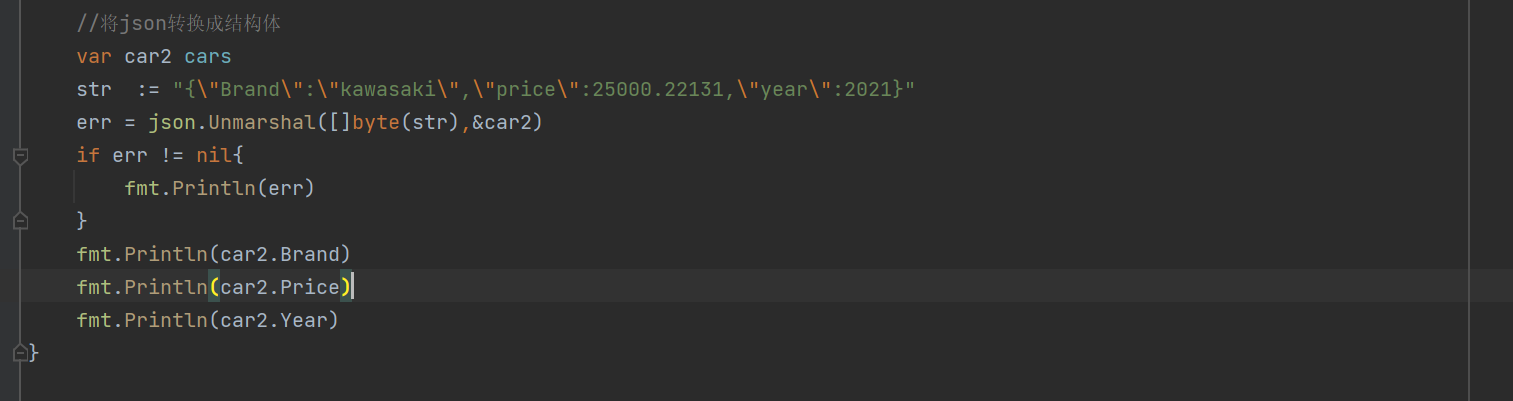 //将json转换成结构体
var car2 cars
str  := "{\"Brand\":\"kawasaki\",\"price\":25000.22131,\"year\":2021}"
err = json.Unmarshal([]byte(str),&car2)
if err != nil{
    fmt.Println(err)
}
fmt.Println(car2.Brand)
fmt.Println(car2.Price)
fmt.Println(car2.Year)
}